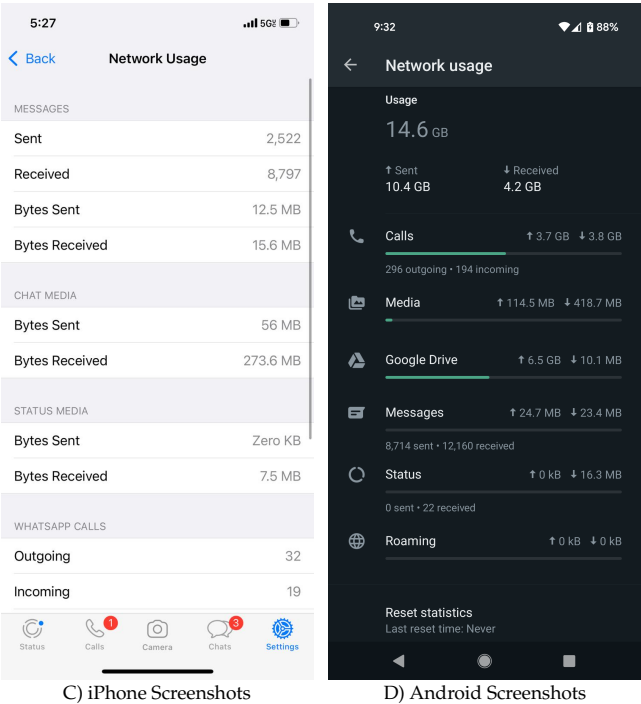 5:27
5G
Back
Network Usage
MESSAGES
Sent 2,522
Received 8,797
Bytes Sent 12.5 MB
Bytes Received 15.6 MB
CHAT MEDIA
Bytes Sent 56 MB
Bytes Received 273.6 MB
STATUS MEDIA
Bytes Sent Zero KB
Bytes Received 7.5 MB
WHATSAPP CALLS
Outgoing 32
Incoming 19
1
3
Status Calls Camera Chats Settings
C) iPhone Screenshots
9:32
88%
Network usage
Usage
14.6 GB
↑ Sent ↓ Received
10.4 GB 4.2 GB
Calls ↑ 3.7 GB ↓ 3.8 GB
296 outgoing • 194 incoming
Media ↑ 114.5 MB ↓ 418.7 MB
Google Drive ↑ 6.5 GB ↓ 10.1 MB
Messages ↑ 24.7 MB ↓ 23.4 MB
8,714 sent • 12,160 received
Status ↑ 0 kB ↓ 16.3 MB
0 sent • 22 received
Roaming ↑ 0 kB ↓ 0 kB
Reset statistics
Last reset time: Never
D) Android Screenshots